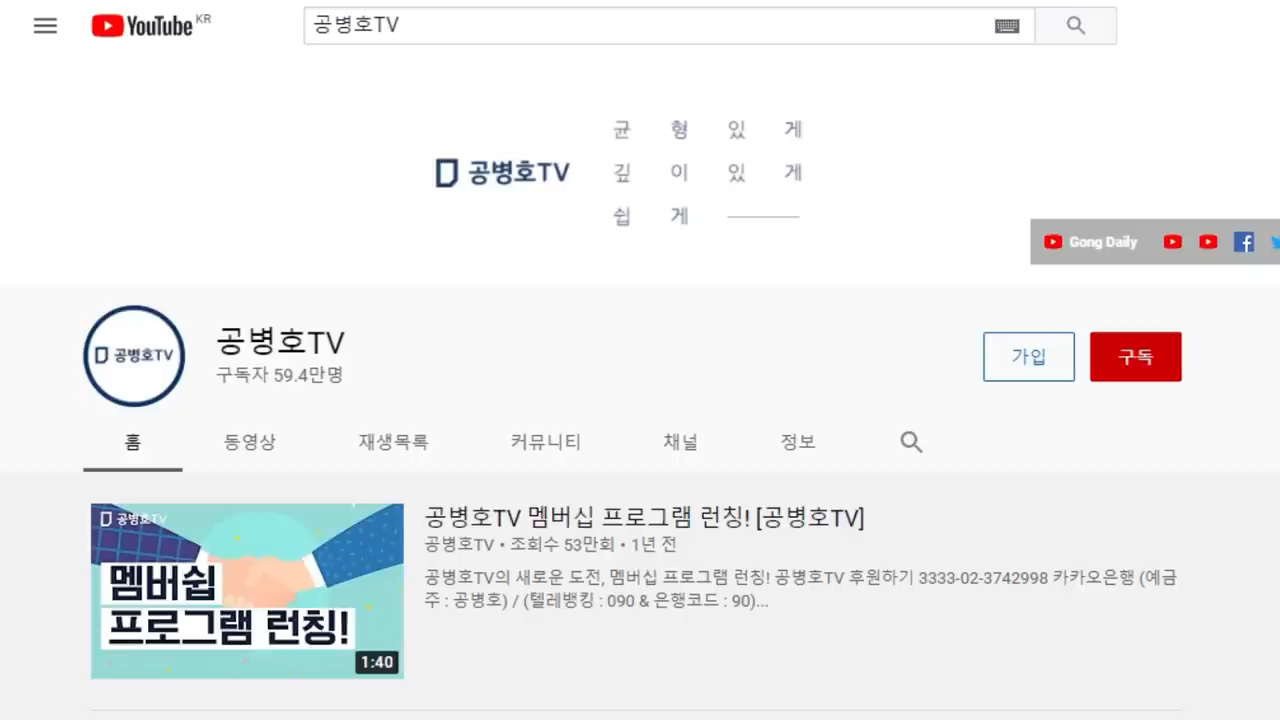 YouTube KR
공병호TV
균 형 있 게
공병호TV
깊 이 있 게
쉽 게
Gong Daily
공병호TV
공병호TV
구독자 59.4만명
가입
구독
홈
동영상
재생목록
커뮤니티
채널
정보
공병호TV
멤버쉽
프로그램 런칭!
1:40
공병호TV 멤버십 프로그램 런칭! [공병호TV]
공병호TV • 조회수 53만회 • 1년 전
공병호TV의 새로운 도전, 멤버십 프로그램 런칭! 공병호TV 후원하기 3333-02-3742998 카카오은행 (예금
주 : 공병호) / (텔레뱅킹 : 090 & 은행코드 : 90)...